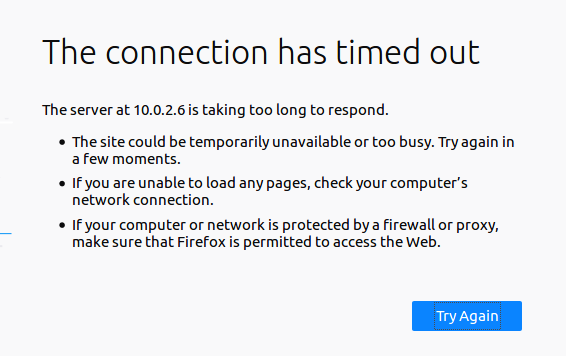 The connection has timed out
The server at 10.0.2.6 is taking too long to respond.
• The site could be temporarily unavailable or too busy. Try again in
a few moments.
• If you are unable to load any pages, check your computer’s
network connection.
• If your computer or network is protected by a firewall or proxy,
make sure that Firefox is permitted to access the Web.
Try Again